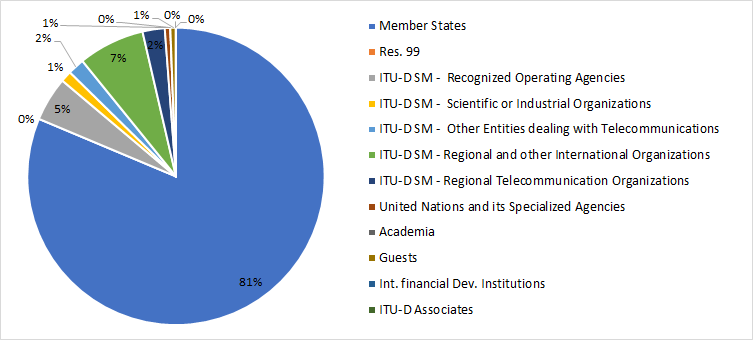 1%
0%
1%
0%
0%
2%
1%
7%
2%
5%
0%
81%
Member States
Res. 99
ITU-D SM - Recognized Operating Agencies
ITU-D SM - Scientific or Industrial Organizations
ITU-D SM - Other Entities dealing with Telecommunications
ITU-D SM - Regional and other International Organizations
ITU-D SM - Regional Telecommunication Organizations
United Nations and its Specialized Agencies
Academia
Guests
Int. financial Dev. Institutions
ITU-D Associates